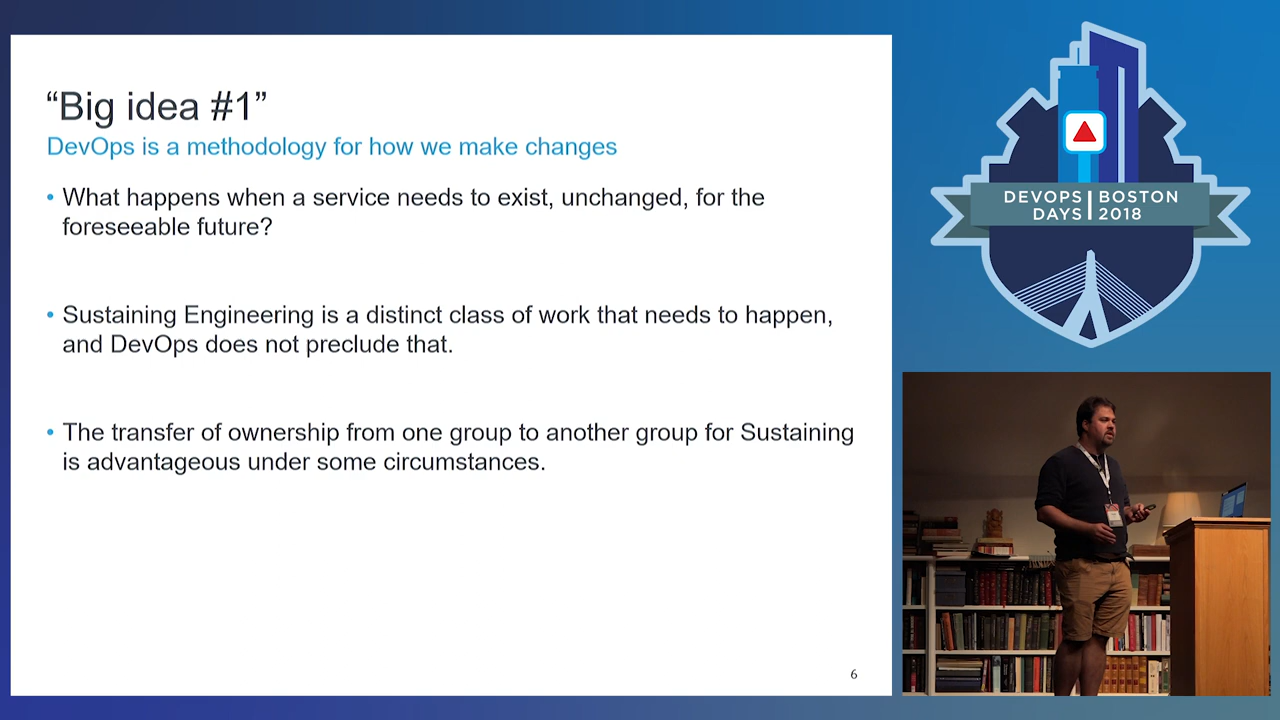 “Big idea #1”
DevOps is a methodology for how we make changes
• What happens when a service needs to exist, unchanged, for the
foreseeable future?
• Sustaining Engineering is a distinct class of work that needs to happen,
and DevOps does not preclude that.
• The transfer of ownership from one group to another group for Sustaining
is advantageous under some circumstances.
6
DEVOPS | BOSTON
DAYS | 2018